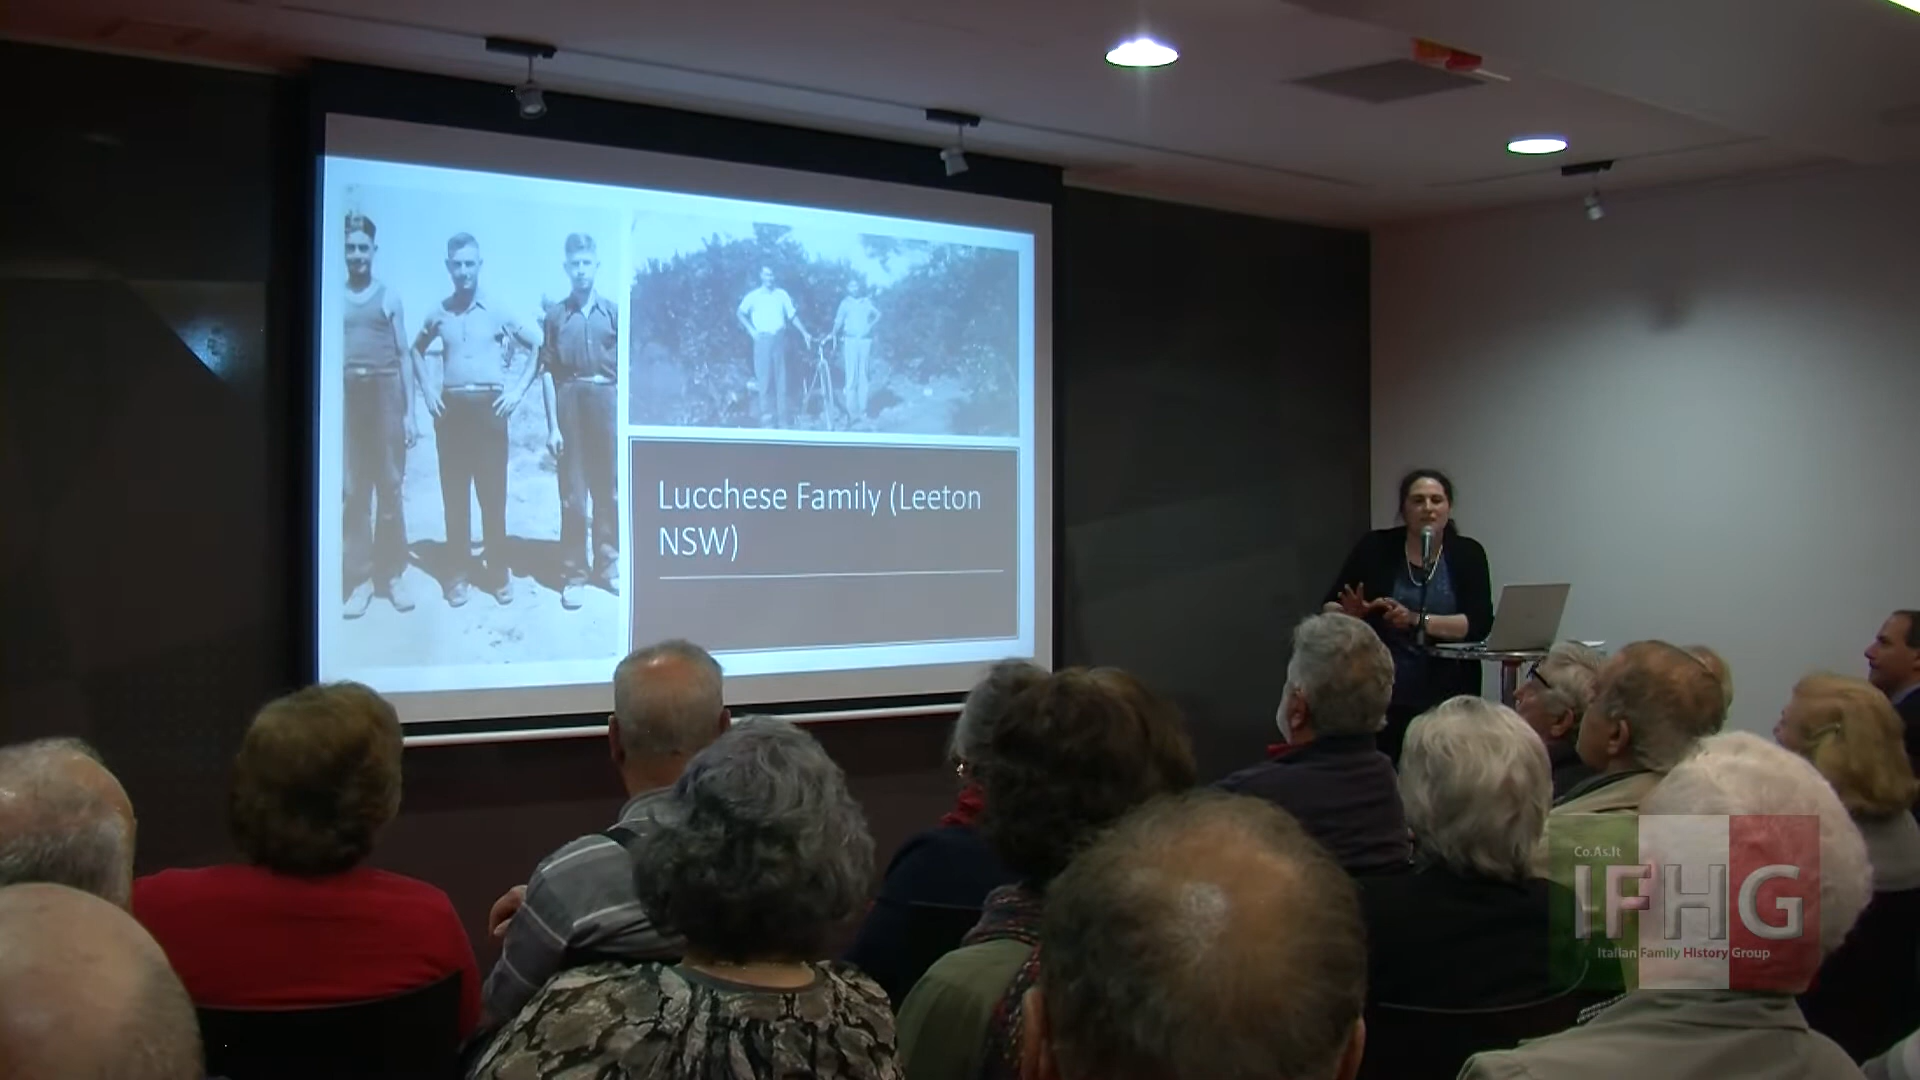 Lucchese Family (Leeton
NSW)
Co.As.It
IFHG
Italian Family History Group